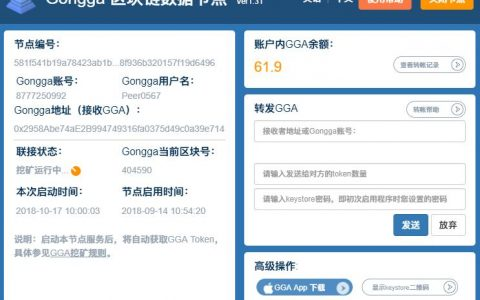 Gongga 区块链数据节点 Ver1.31
节点编号：
581f541b19a78423ab1b...8f936b320157f19d6496
Gongga账号：
Gongga用户名：
8777250992
Peer0567
Gongga地址（接收GGA）：
0x2958Abe74aE2B994749316fa0375d49c0a39e714
联接状态：
Gongga当前区块号：
挖矿运行中...
404590
本次启动时间：
节点启用时间：
2018-10-17 10:00:03
2018-09-14 10:54:20
说明：启动本节点服务后，将自动获取GGA Token，
具体参见GGA挖矿规则。
账户内GGA余额：
61.9
查看转账记录
转发GGA
转账帮助
接收者地址或Gongga账号：
请输入发送给对方的token数量
请输入keystore密码，即初次启用程序时您设置的密码
发送
放弃
高级操作:
GGA App 下载
显示keystore二维码